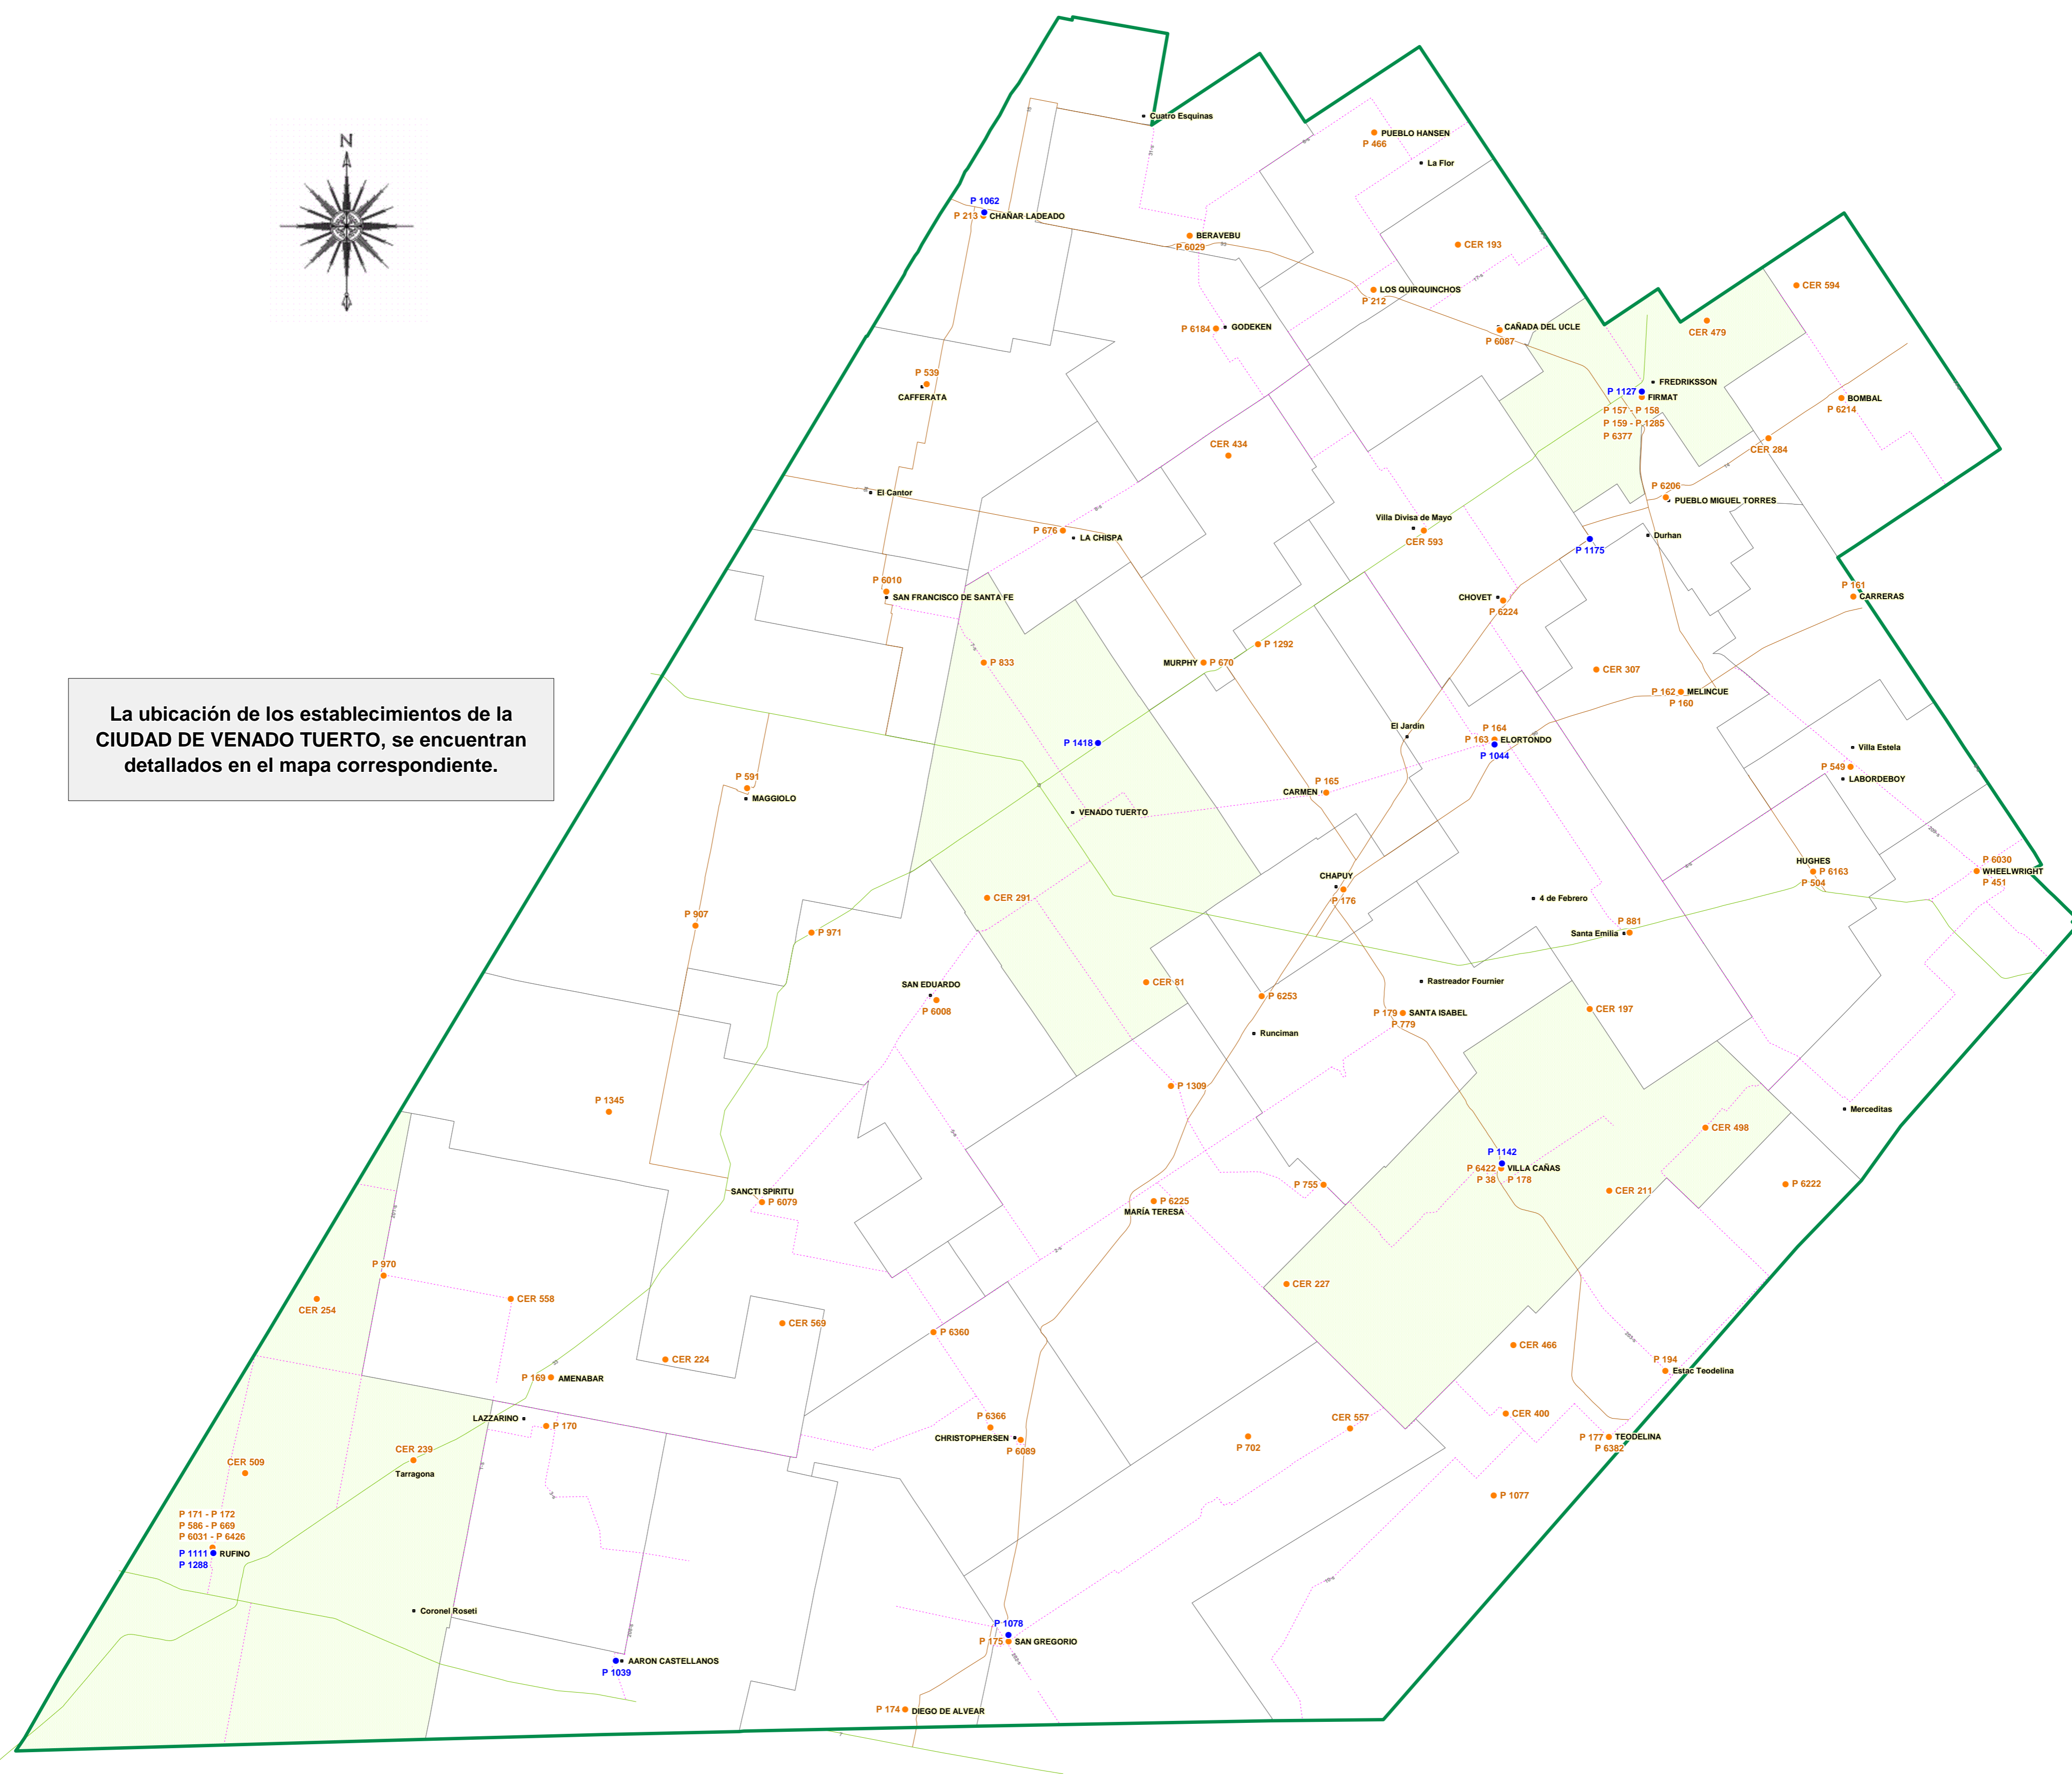 N
Cuatro Esquinas
PUEBLO HANSEN
P 466
La Flor
P 1062
P 213
CHAÑAR LADEADO
BERAVEBU
P 6029
CER 193
LOS QUIRQUINCHOS
P 212
CER 594
CER 479
P 6184
GODEKEN
CAÑADA DEL UCLE
P 6087
P 539
CAFFERATA
FREDRIKSSON
P 1127
FIRMAT
P 157 - P 158
P 159 - P 1285
P 6377
BOMBAL
P 6214
CER 434
CER 284
El Cantor
P 6206
PUEBLO MIGUEL TORRES
Villa Divisa de Mayo
CER 593
P 676
LA CHISPA
Durhan
P 1175
P 6010
SAN FRANCISCO DE SANTA FE
P 161
CARRERAS
CHOVET
P 6224
P 1292
P 833
MURPHY
P 670
CER 307
P 162
MELINCUE
P 160
La ubicación de los establecimientos de la
CIUDAD DE VENADO TUERTO, se encuentran
detallados en el mapa correspondiente.
El Jardin
P 164
P 163
ELORTONDO
P 1044
P 1418
Villa Estela
P 549
LABORDEBOY
P 591
MAGGIOLO
P 165
CARMEN
VENADO TUERTO
HUGHES
P 6163
P 504
P 6030
WHEELWRIGHT
P 451
CHAPUY
P 176
CER 291
4 de Febrero
P 907
P 971
P 881
Santa Emilia
SAN EDUARDO
P 6008
CER 81
P 6253
Rastreador Fournier
P 179
SANTA ISABEL
P 779
CER 197
Runciman
P 1309
P 1345
Merceditas
CER 498
P 1142
P 6422
VILLA CAÑAS
P 38
P 178
P 755
CER 211
P 6222
SANCTI SPIRITU
P 6079
P 6225
MARÍA TERESA
P 970
CER 254
CER 558
CER 227
CER 569
P 6360
CER 466
CER 224
P 194
Estac Teodelina
P 169
AMENABAR
LAZZARINO
P 170
CER 400
P 6366
CHRISTOPHERSEN
P 6089
CER 557
P 702
P 177
TEODELINA
P 6382
CER 239
Tarragona
CER 509
P 1077
P 171 - P 172
P 586 - P 669
P 6031 - P 6426
P 1111
RUFINO
P 1288
Coronel Roseti
P 1078
P 175
SAN GREGORIO
AARON CASTELLANOS
P 1039
P 174
DIEGO DE ALVEAR